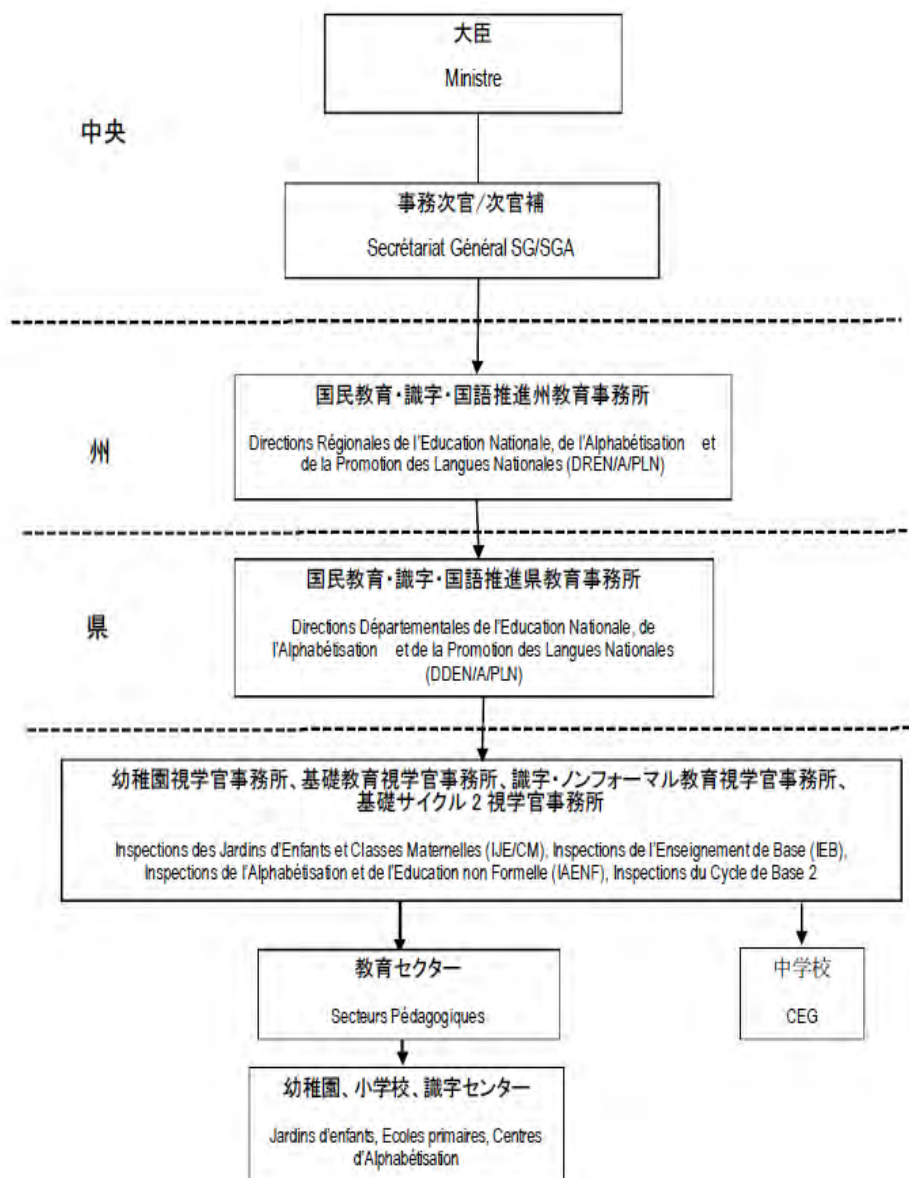 大臣
Ministre
中央
事務次官/次官補
Secrétariat Général SG/SGA
国民教育・識字・国語推進州教育事務所
Directions Régionales de l'Education Nationale, de l'Alphabétisation et
de la Promotion des Langues Nationales (DREN/A/PLN)
州
国民教育・識字・国語推進県教育事務所
Directions Départementales de l'Education Nationale, de
l'Alphabétisation et de la Promotion des Langues Nationales
(DDEN/A/PLN)
県
幼稚園視学官事務所、基礎教育視学官事務所、識字・ノンフォーマル教育視学官事務所、
基礎サイクル 2 視学官事務所
Inspections des Jardins d'Enfants et Classes Maternelles (IJE/CM), Inspections de l'Enseignement de Base (IEB),
Inspections de l'Alphabétisation et de l'Education non Formelle (IAENF), Inspections du Cycle de Base 2
教育セクター
Secteurs Pédagogiques
中学校
CEG
幼稚園、小学校、識字センター
Jardins d'enfants, Ecoles primaires, Centres
d'Alphabétisation